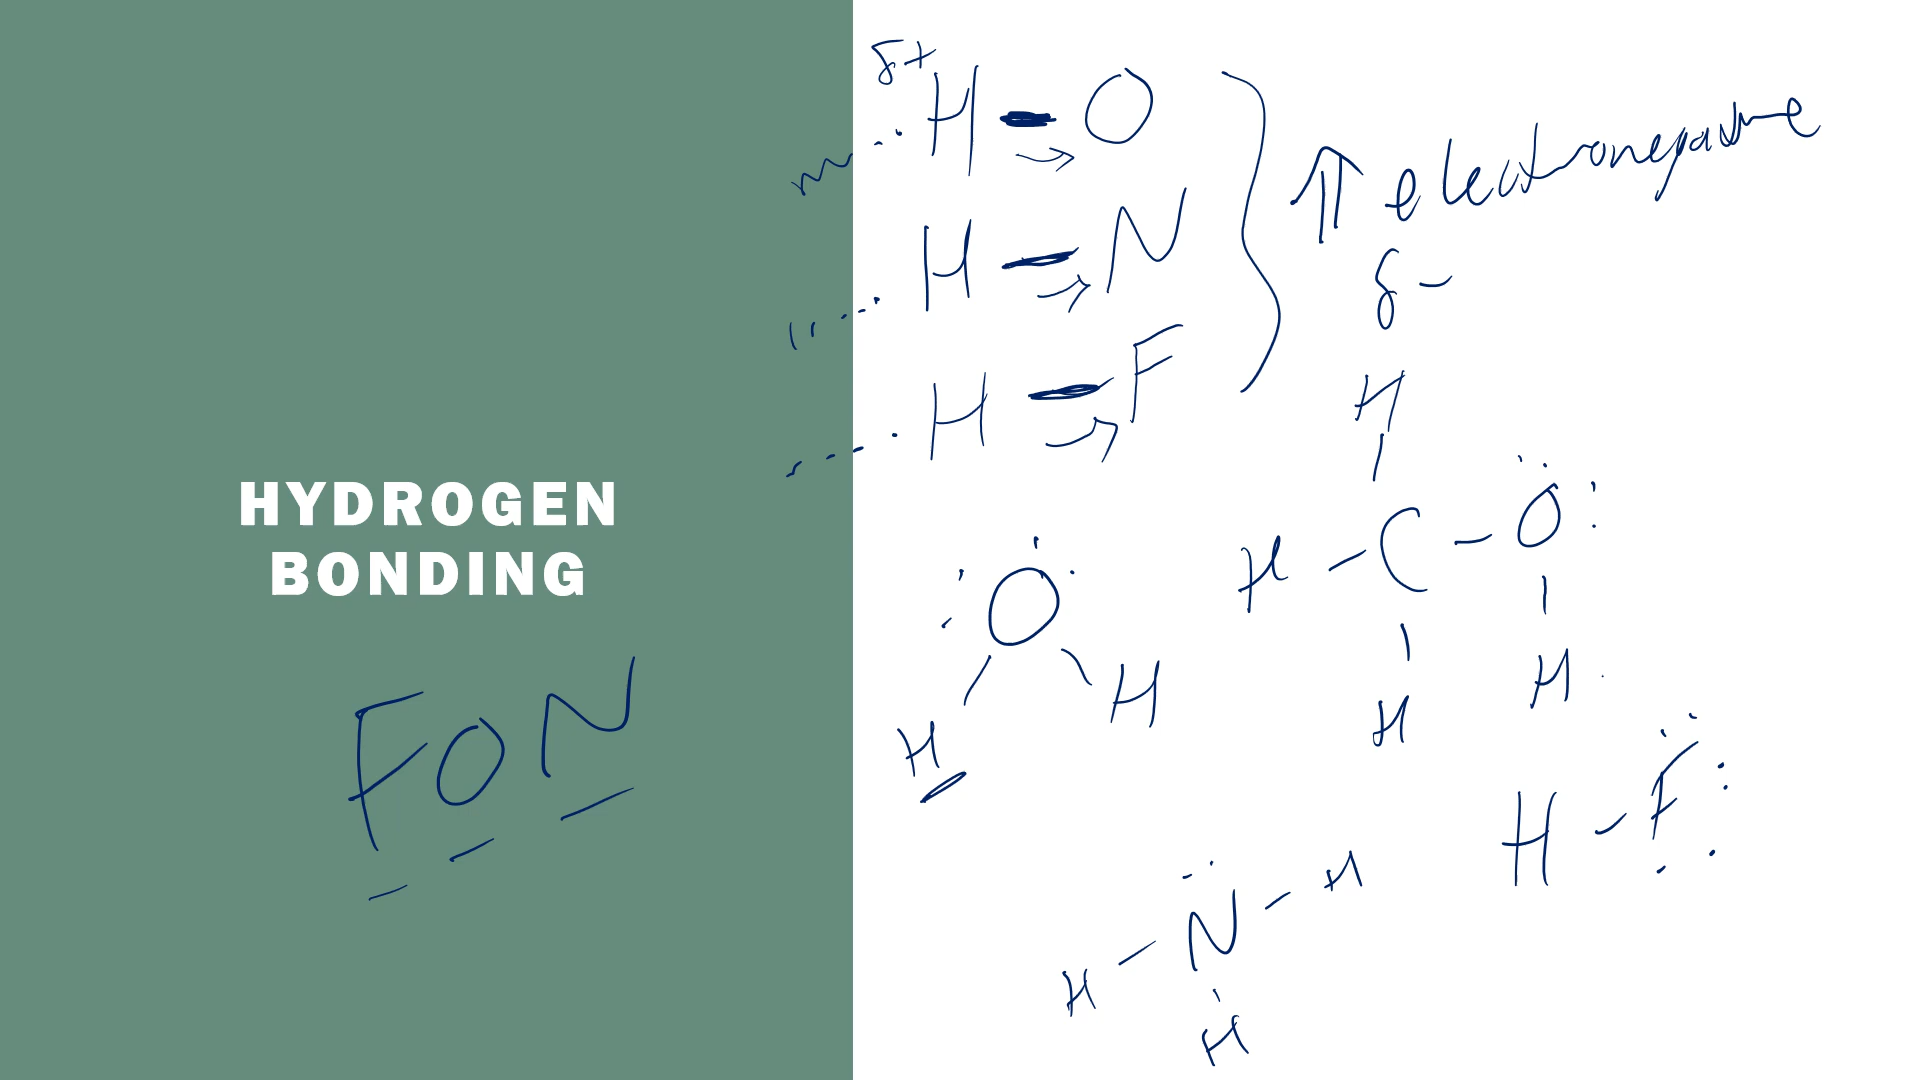 HYDROGEN
BONDING
FON
δ+
H - O
H - N
H - F
↑ electronegative
δ-
H
H - C - O
H
H
O
H
H
H - F
H - N - H
H